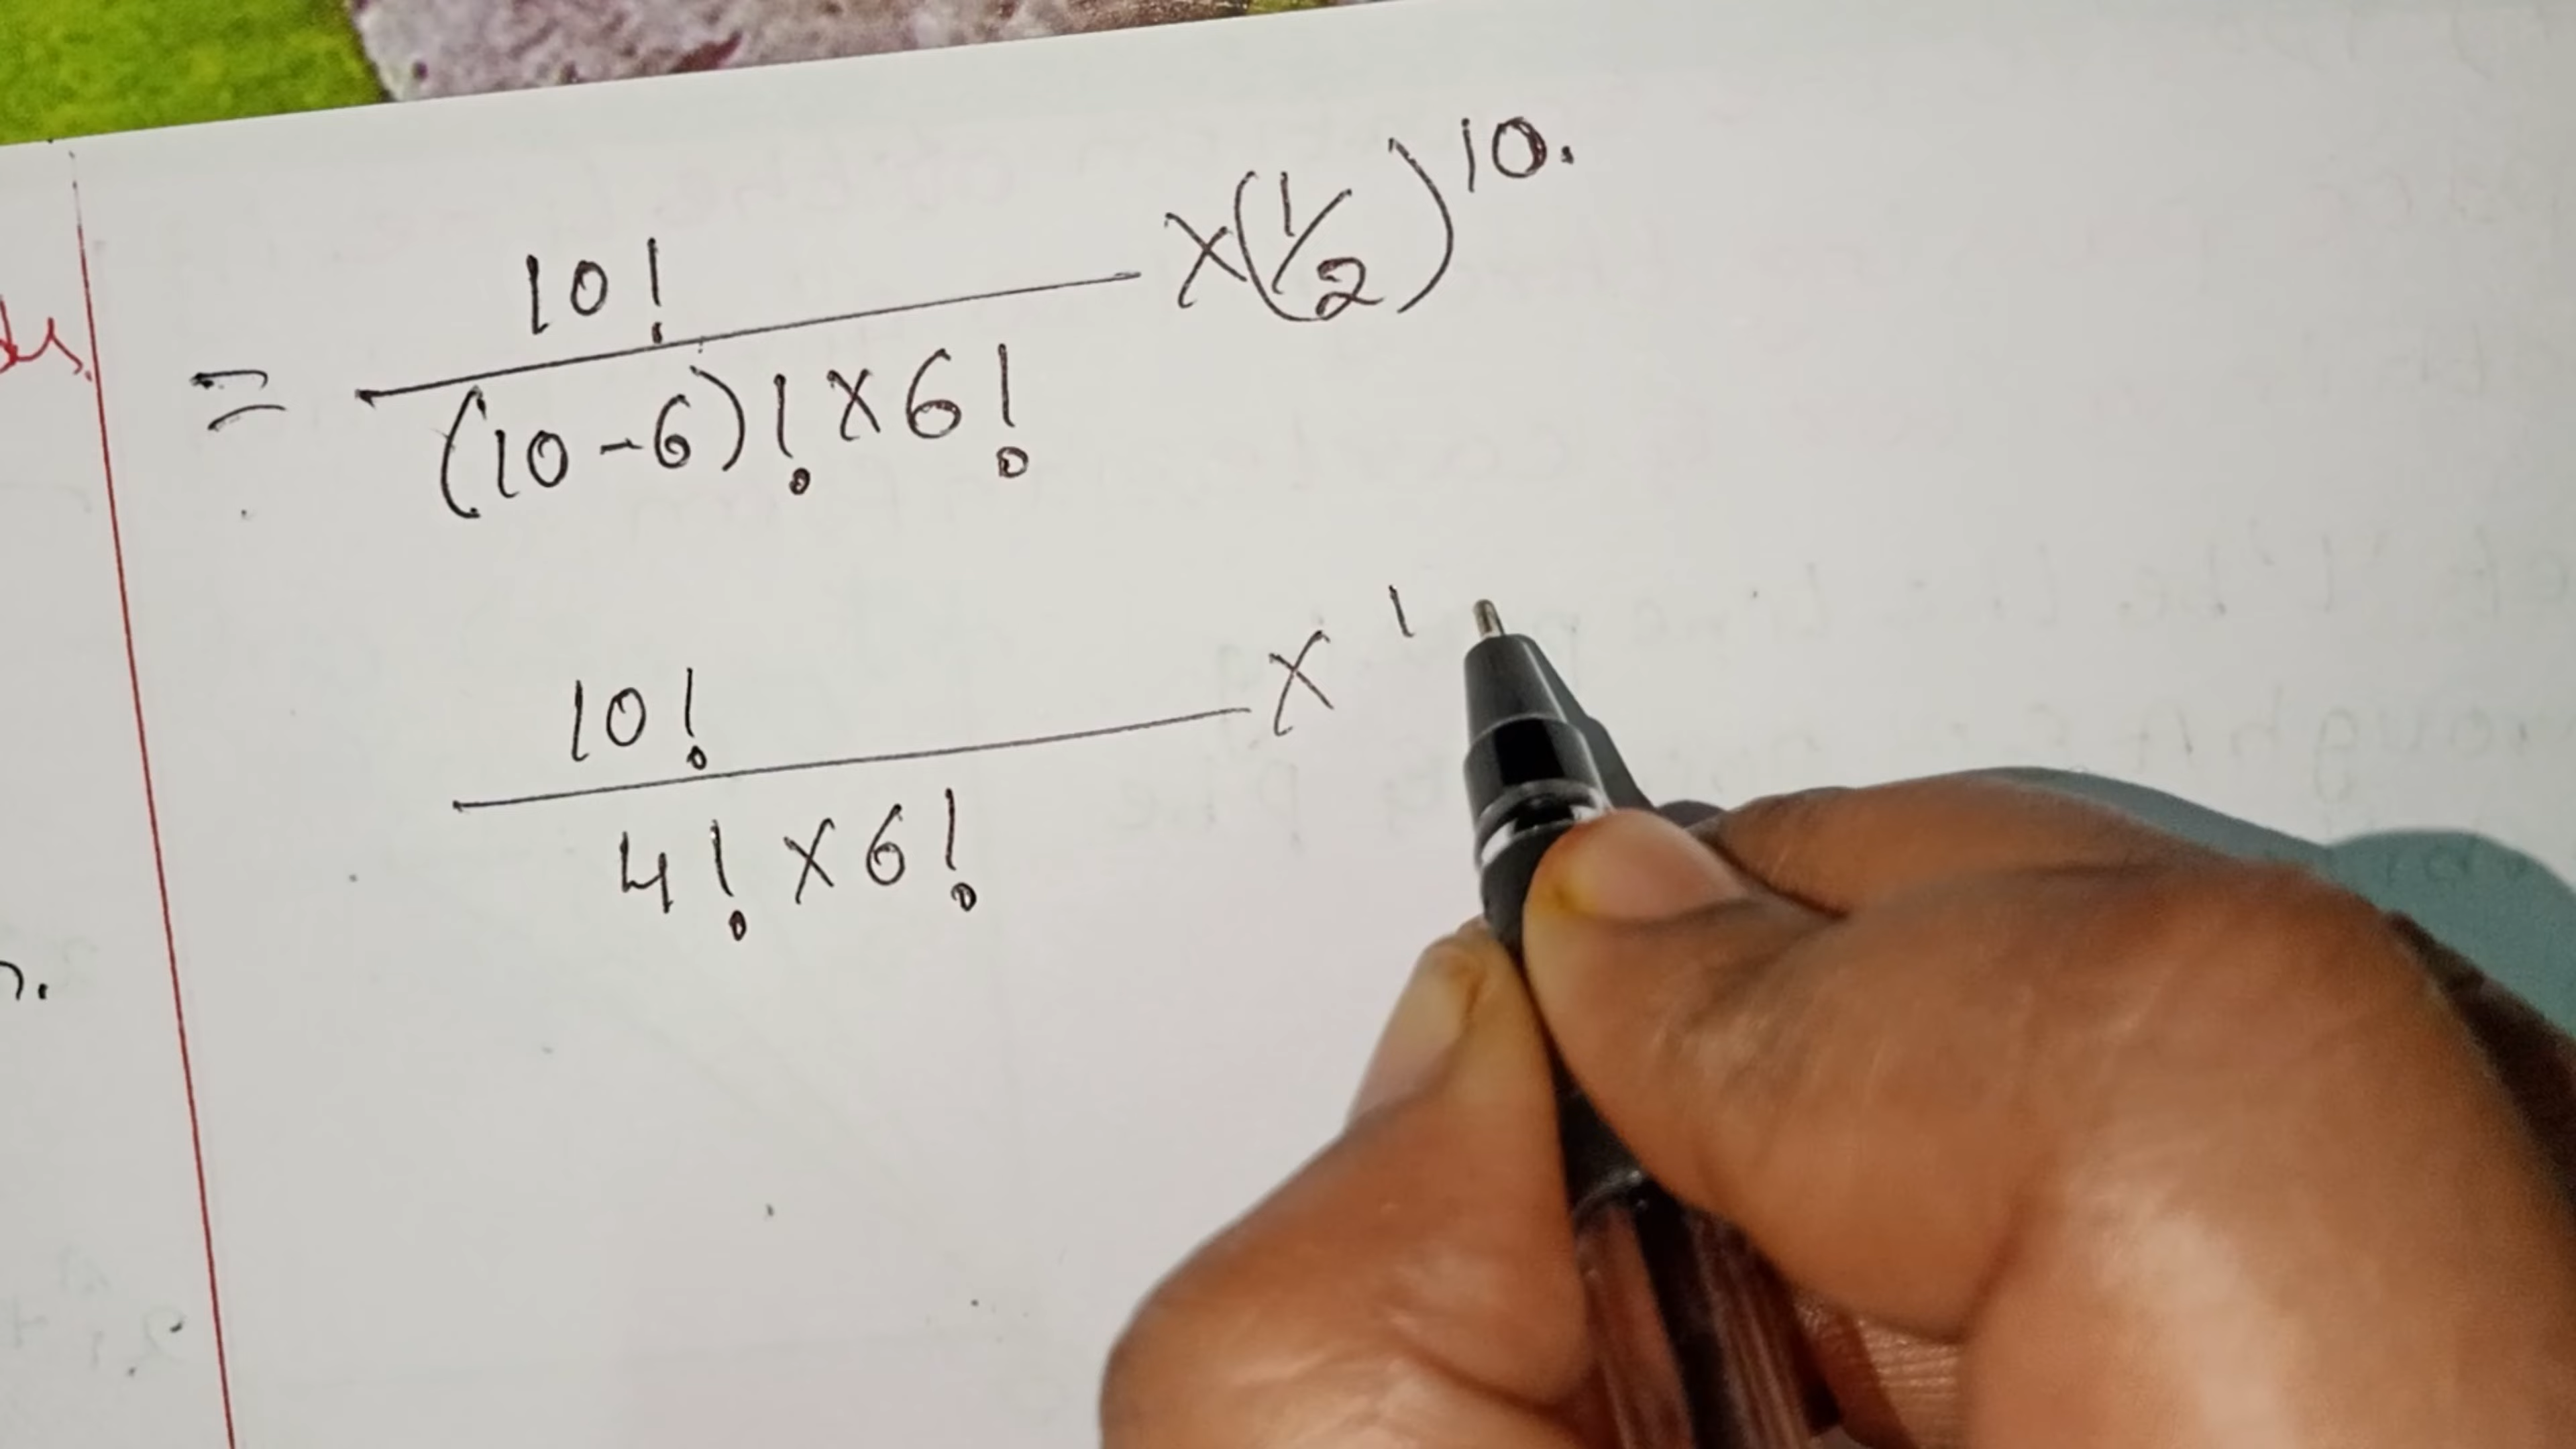 = 10! / (10-6)! × 6! × (1/2)^10.
10! / 4! × 6! × 1